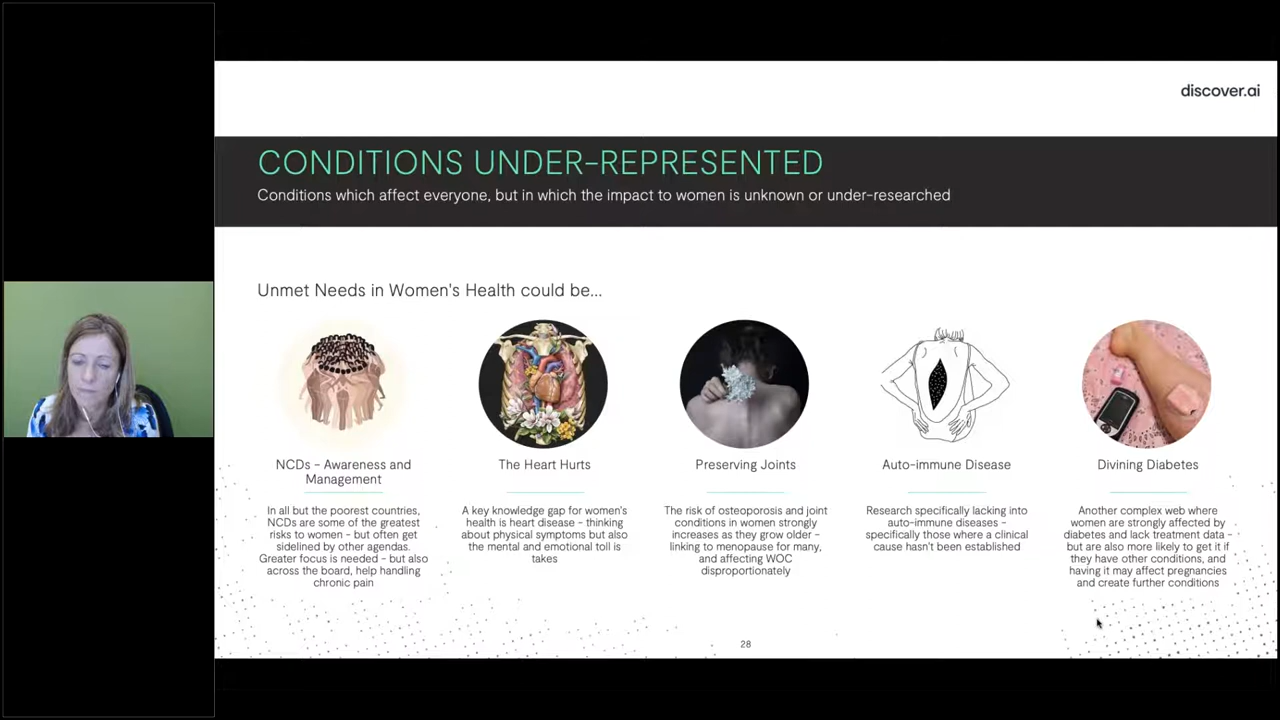 discover.ai
CONDITIONS UNDER-REPRESENTED
Conditions which affect everyone, but in which the impact to women is unknown or under-researched
Unmet Needs in Women's Health could be...
NCDs - Awareness and
Management
In all but the poorest countries,
NCDs are some of the greatest
risks to women - but often get
sidelined by other agendas.
Greater focus is needed - but also
across the board, help handling
chronic pain
The Heart Hurts
A key knowledge gap for women's
health is heart disease - thinking
about physical symptoms but also
the mental and emotional toll is
takes
Preserving Joints
The risk of osteoporosis and joint
conditions in women strongly
increases as they grow older -
linking to menopause for many,
and affecting WOC
disproportionately
Auto-immune Disease
Research specifically lacking into
auto-immune diseases -
specifically those where a clinical
cause hasn't been established
Divining Diabetes
Another complex web where
women are strongly affected by
diabetes and lack treatment data -
but are also more likely to get it if
they have other conditions, and
having it may affect pregnancies
and create further conditions
28